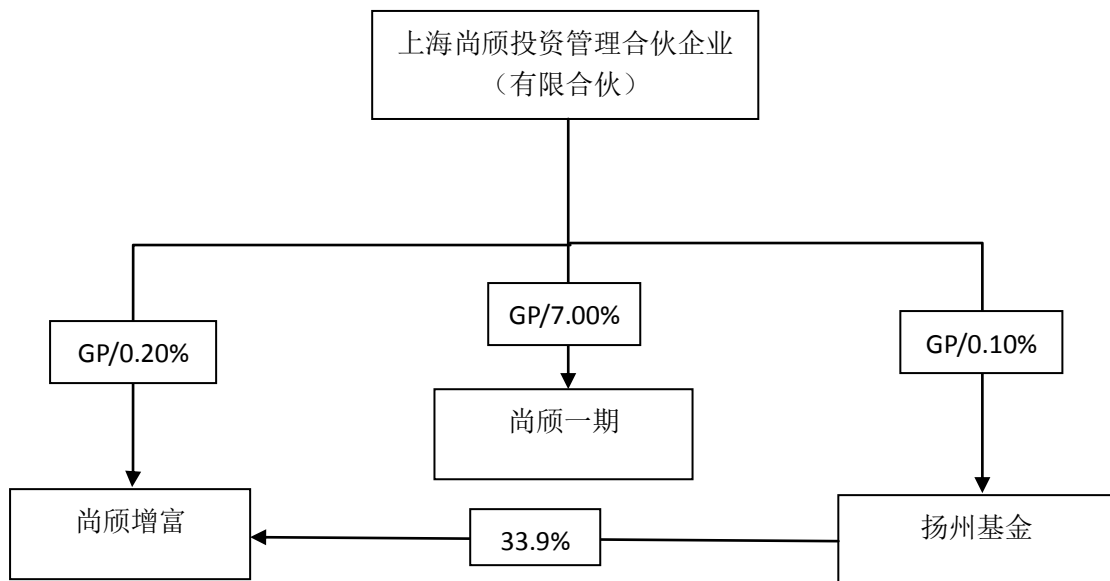 上海尚颀投资管理合伙企业
（有限合伙）
GP/7.00%
GP/0.20%
GP/0.10%
尚颀一期
尚颀增富
33.9%
扬州基金